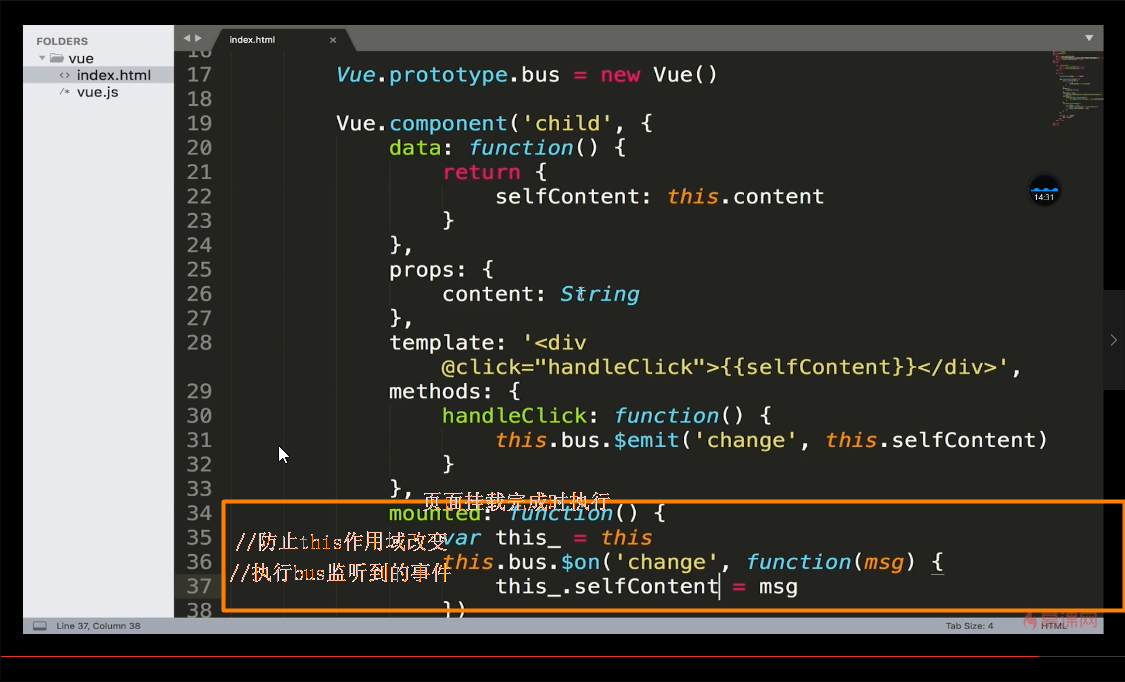 FOLDERS
vue
<> index.html
/* vue.js
index.html ×
16
17 Vue.prototype.bus = new Vue()
18
19 Vue.component('child', {
20 data: function() {
21 return {
22 selfContent: this.content
23 }
24 },
25 props: {
26 content: String
27 },
28 template: '<div
@click="handleClick">{{selfContent}}</div>',
29 methods: {
30 handleClick: function() {
31 this.bus.$emit('change', this.selfContent)
32 }
33 },
页面挂载完成时执行
34 mounted: function() {
35 var this_ = this
//防止this作用域改变
36 this.bus.$on('change', function(msg) {
//执行bus监听到的事件
37 this_.selfContent = msg
38 })
14:31
Line 37, Column 38
Tab Size: 4
HTML
慕课网